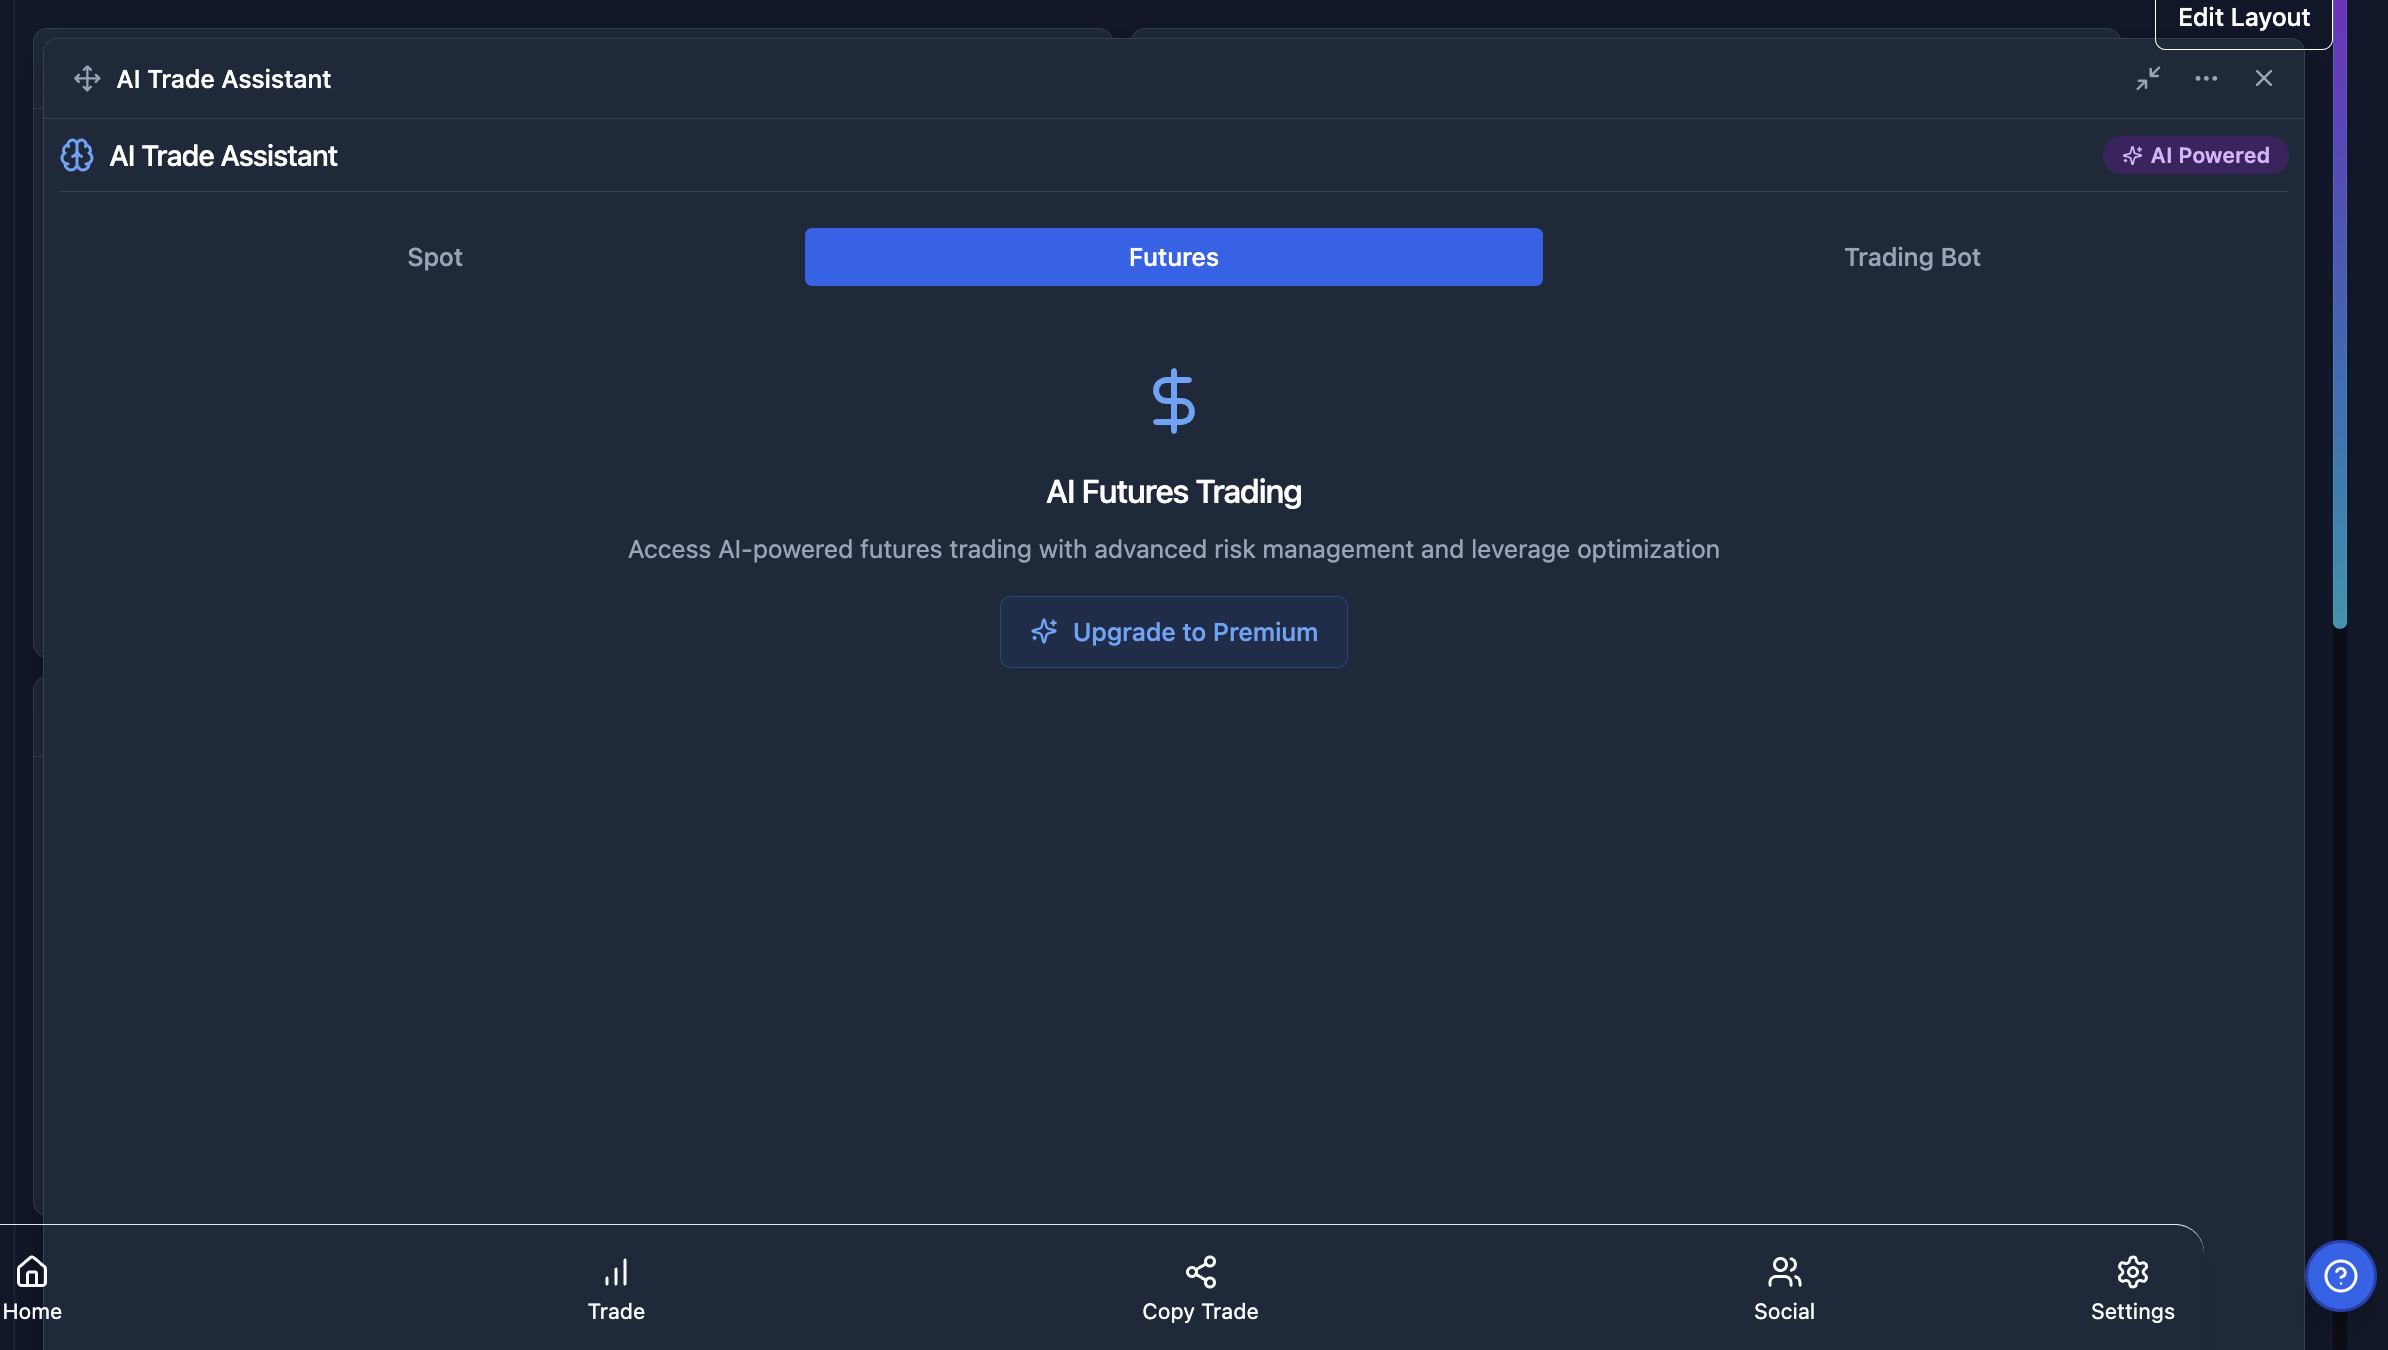 Edit Layout
AI Trade Assistant
AI Trade Assistant
AI Powered
Spot
Futures
Trading Bot
AI Futures Trading
Access AI-powered futures trading with advanced risk management and leverage optimization
Upgrade to Premium
Home
Trade
Copy Trade
Social
Settings